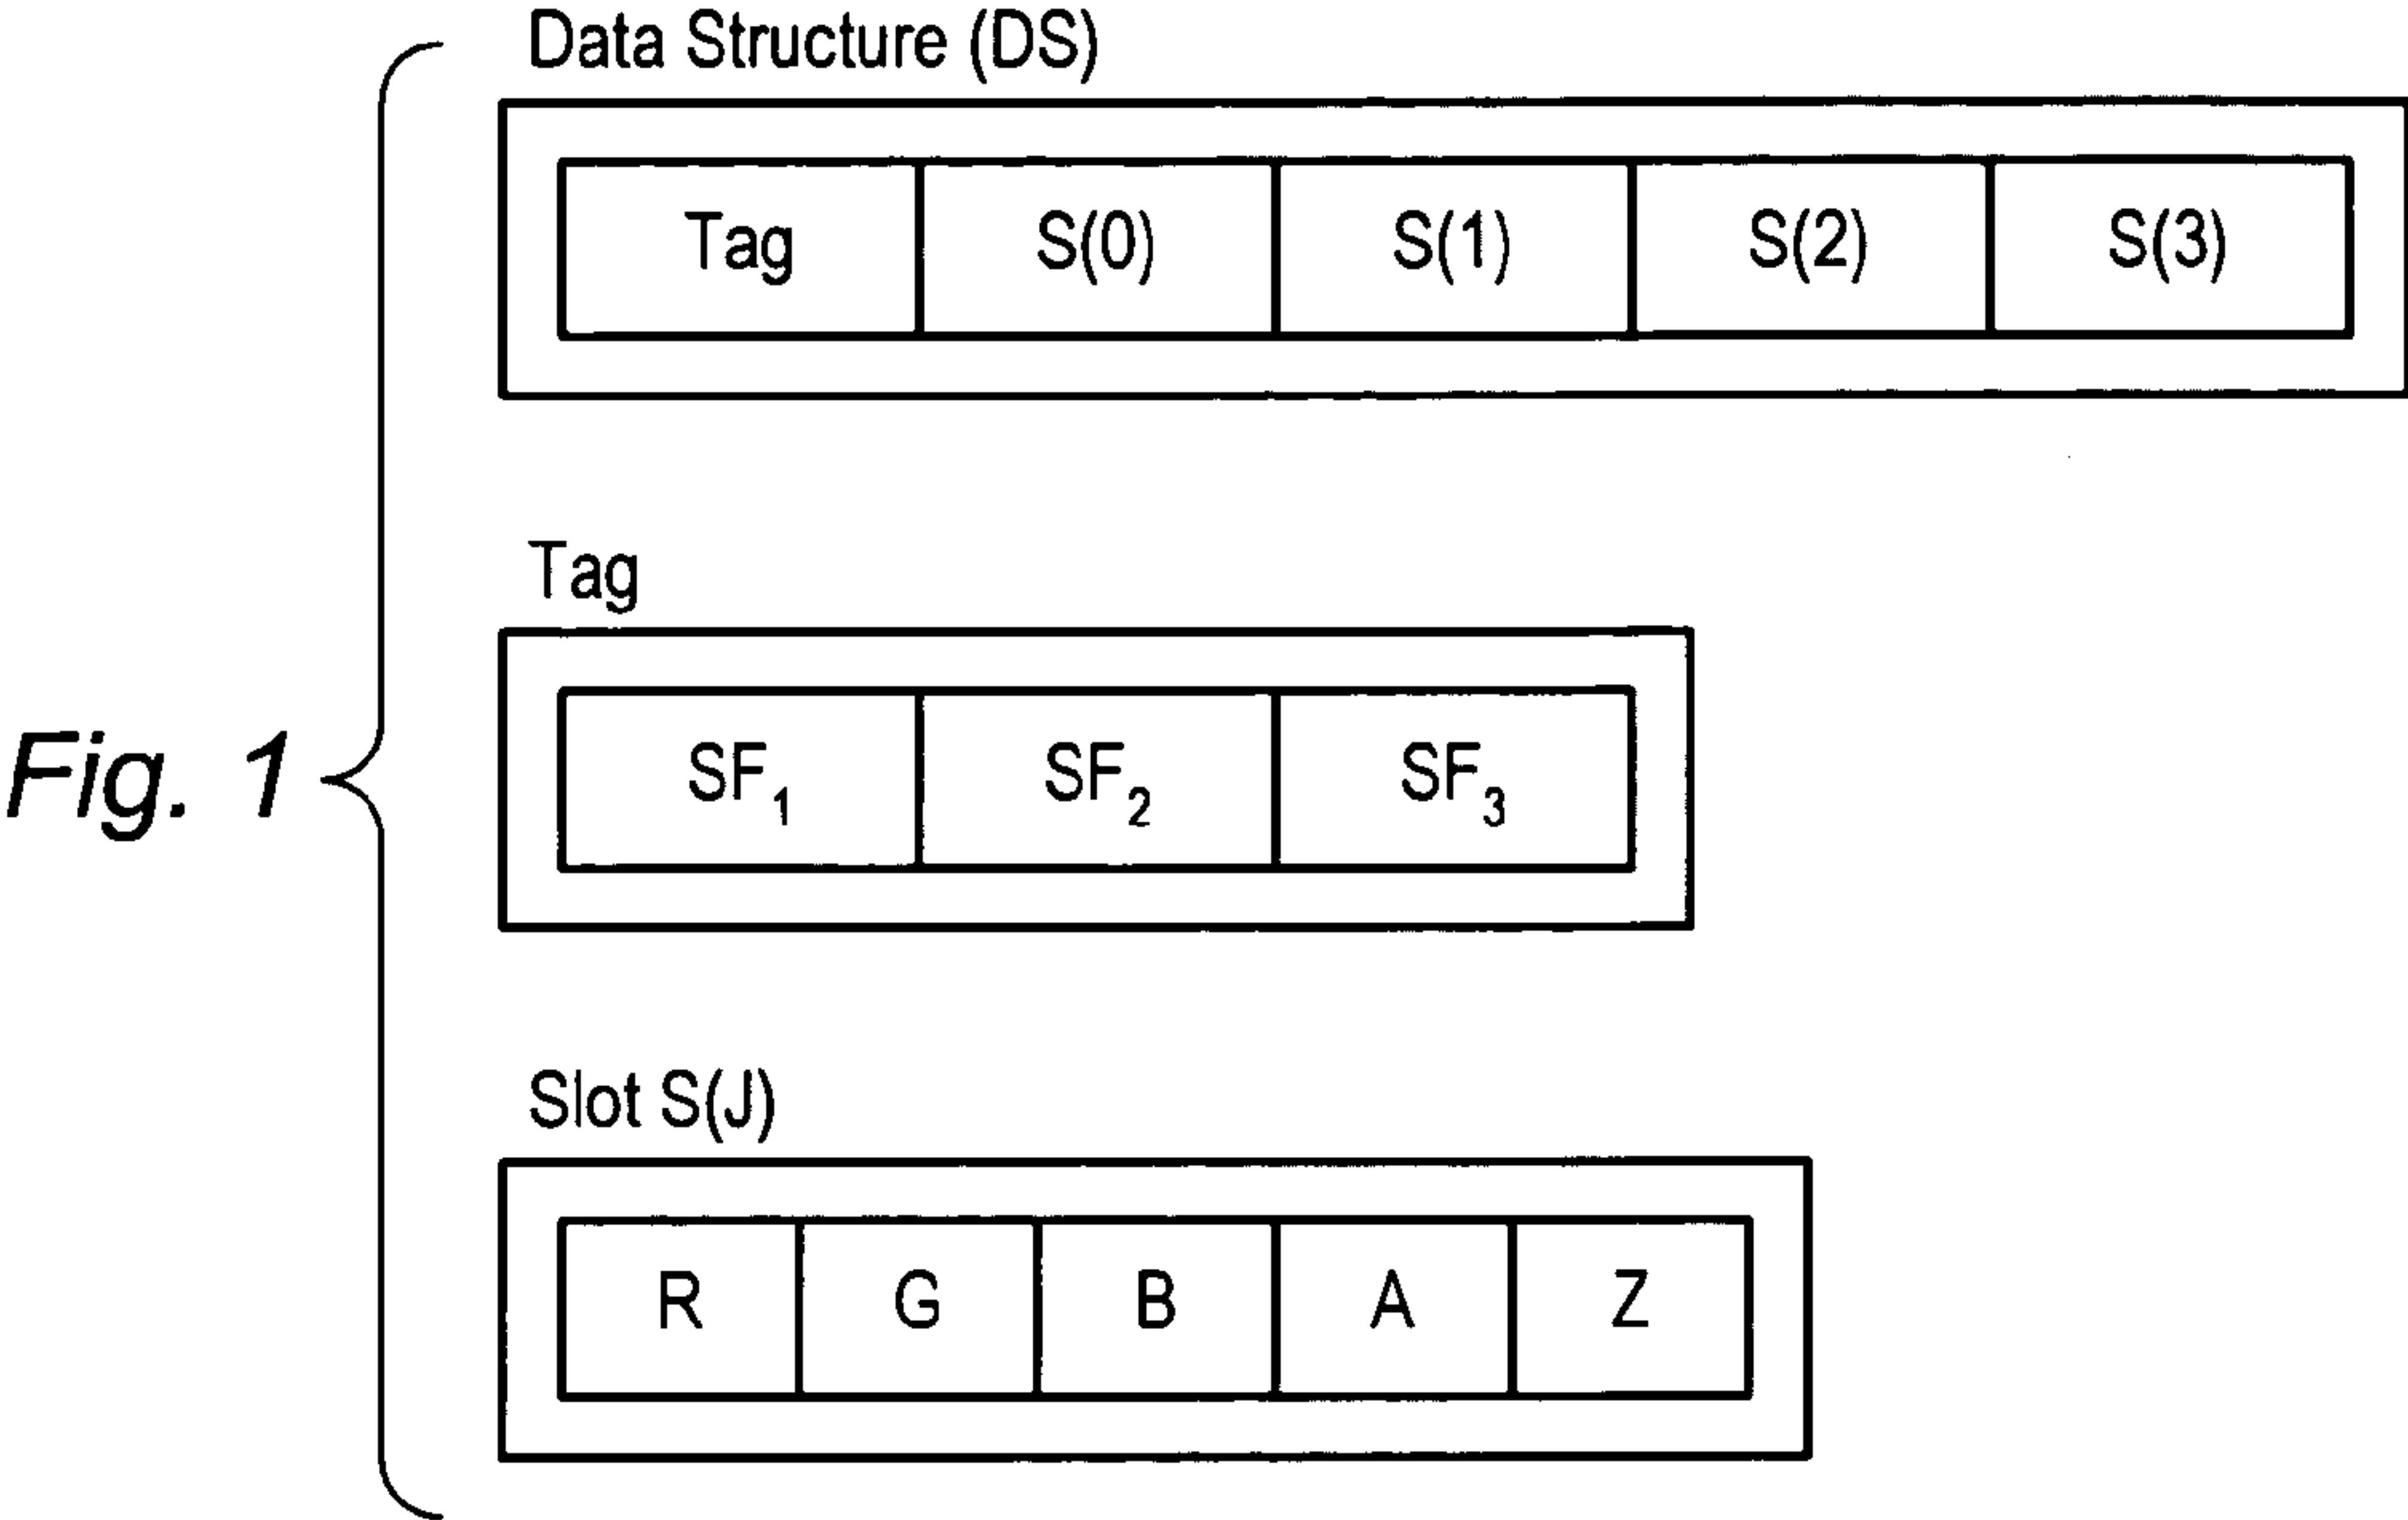 Data Structure (DS)
Tag S(0) S(1) S(2) S(3)
Tag
SF₁ SF₂ SF₃
Fig. 1
Slot S(J)
R G B A Z